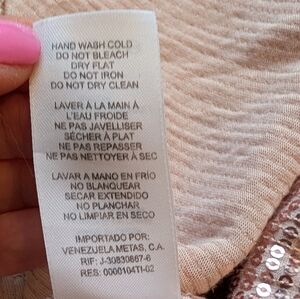 HAND WASH COLD
DO NOT BLEACH
DRY FLAT
DO NOT IRON
DO NOT DRY CLEAN
LAVER À LA MAIN À
L'EAU FROIDE
NE PAS JAVELLISER
SÉCHER À PLAT
NE PAS REPASSER
NE PAS NETTOYER À SEC
LAVAR A MANO EN FRÍO
NO BLANQUEAR
SECAR EXTENDIDO
NO PLANCHAR
NO LIMPIAR EN SECO
IMPORTADO POR:
VENEZUELA METAS, C.A.
RIF: J-30830867-6
RES: 0000104TI-02